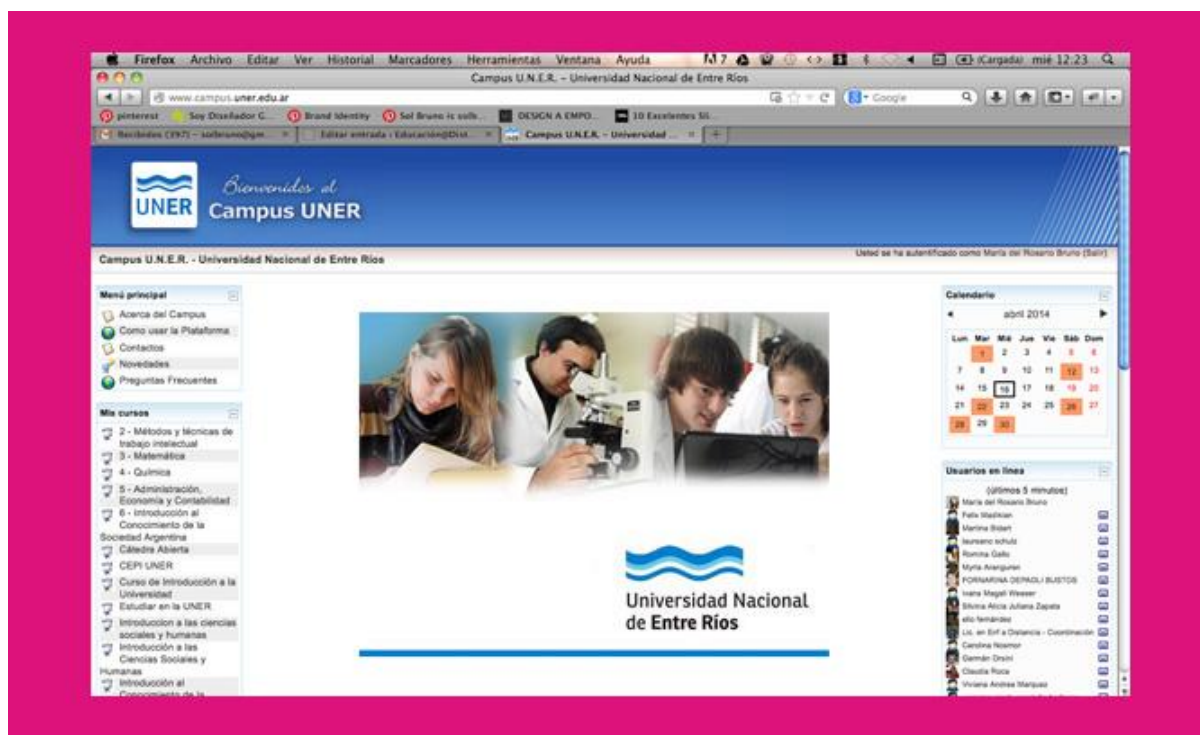 Firefox Archivo Editar Ver Historial Marcadores Herramientas Ventana Ayuda 7 (Cargada) mié 12:23
Campus U.N.E.R. – Universidad Nacional de Entre Ríos
www.campus.uner.edu.ar Google
pinterest Soy Diseñador G... Brand Identity Sol Bruno is DESIGN A EMPO... 10 Excelentes
Recibidos (197) – Editar entrada ‹ Campus U.N.E.R. – Universidad ...
Bienvenidos al
UNER Campus UNER
Campus U.N.E.R. - Universidad Nacional de Entre Ríos
Usted se ha autentificado como María del Rosario Bruno (Salir)
Menú principal
Acerca del Campus
Como usar la Plataforma
Contactos
Novedades
Preguntas Frecuentes
Mis cursos
2 - Métodos y técnicas de
trabajo intelectual
3 - Matemática
4 - Química
5 - Administración,
Economía y Contabilidad
6 - Introducción al
Conocimiento de la
Sociedad Argentina
Cátedra Abierta
CEPI UNER
Curso de Introducción a la
Universidad
Estudiar en la UNER
Introduccion a las ciencias
sociales y humanas
Introducción a las
Ciencias Sociales y
Humanas
Introducción al
Conocimiento de la
Universidad Nacional
de Entre Ríos
Calendario
abril 2014
Lun Mar Mié Jue Vie Sáb Dom
1 2 3 4 5 6
7 8 9 10 11 12 13
14 15 16 17 18 19 20
21 22 23 24 25 26 27
28 29 30
Usuarios en línea
(últimos 5 minutos)
María del Rosario Bruno
Felix
Martina Bidart
laureano schulz
Romina Gallo
Myrta Aranguren
FORNARINA DEPAOLI BUSTOS
Ivana Magali Weaser
Silvina Alicia Juliana Zapata
elio fernández
Lic. en Enf a Distancia - Coordinación
Carolina
Germán Orsini
Claudia Roca
Viviana Andrea Marquez